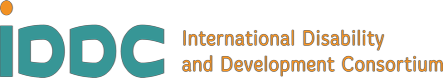 iDDC
International Disability
and Development Consortium